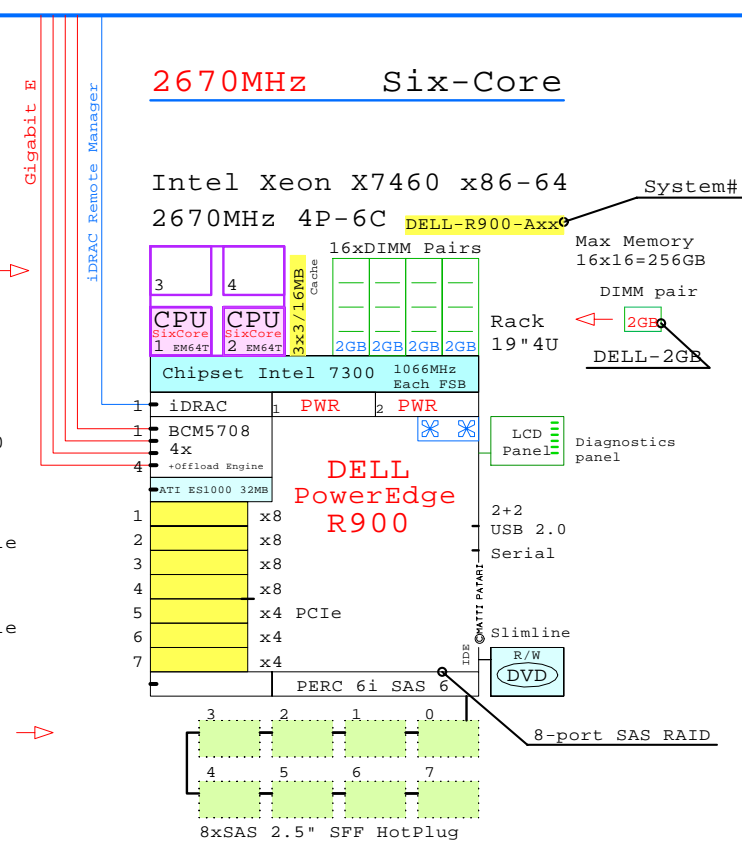 2670MHz Six-Core
Gigabit E
iDRAC Remote Manager
Intel Xeon X7460 x86-64
System#
2670MHz 4P-6C DELL-R900-Axx
16xDIMM Pairs
Max Memory
16x16=256GB
3 4
3x3/16MB
Cache
DIMM pair
CPU CPU
SixCore SixCore
1 EM64T 2 EM64T
2GB 2GB 2GB 2GB
Rack
19"4U
2GB
DELL-2GB
Chipset Intel 7300 1066MHz
Each FSB
1 iDRAC 1 PWR 2 PWR
1 BCM5708
4x
4 +Offload Engine
LCD
Panel
Diagnostics
panel
ATI ES1000 32MB
DELL
PowerEdge
R900
1 x8
2 x8
3 x8
4 x8
5 x4 PCIe
6 x4
7 x4
2+2
USB 2.0
Serial
©MATTI PATARI
Slimline
IDE
R/W
DVD
PERC 6i SAS 6
8-port SAS RAID
3 2 1 0
4 5 6 7
8xSAS 2.5" SFF HotPlug